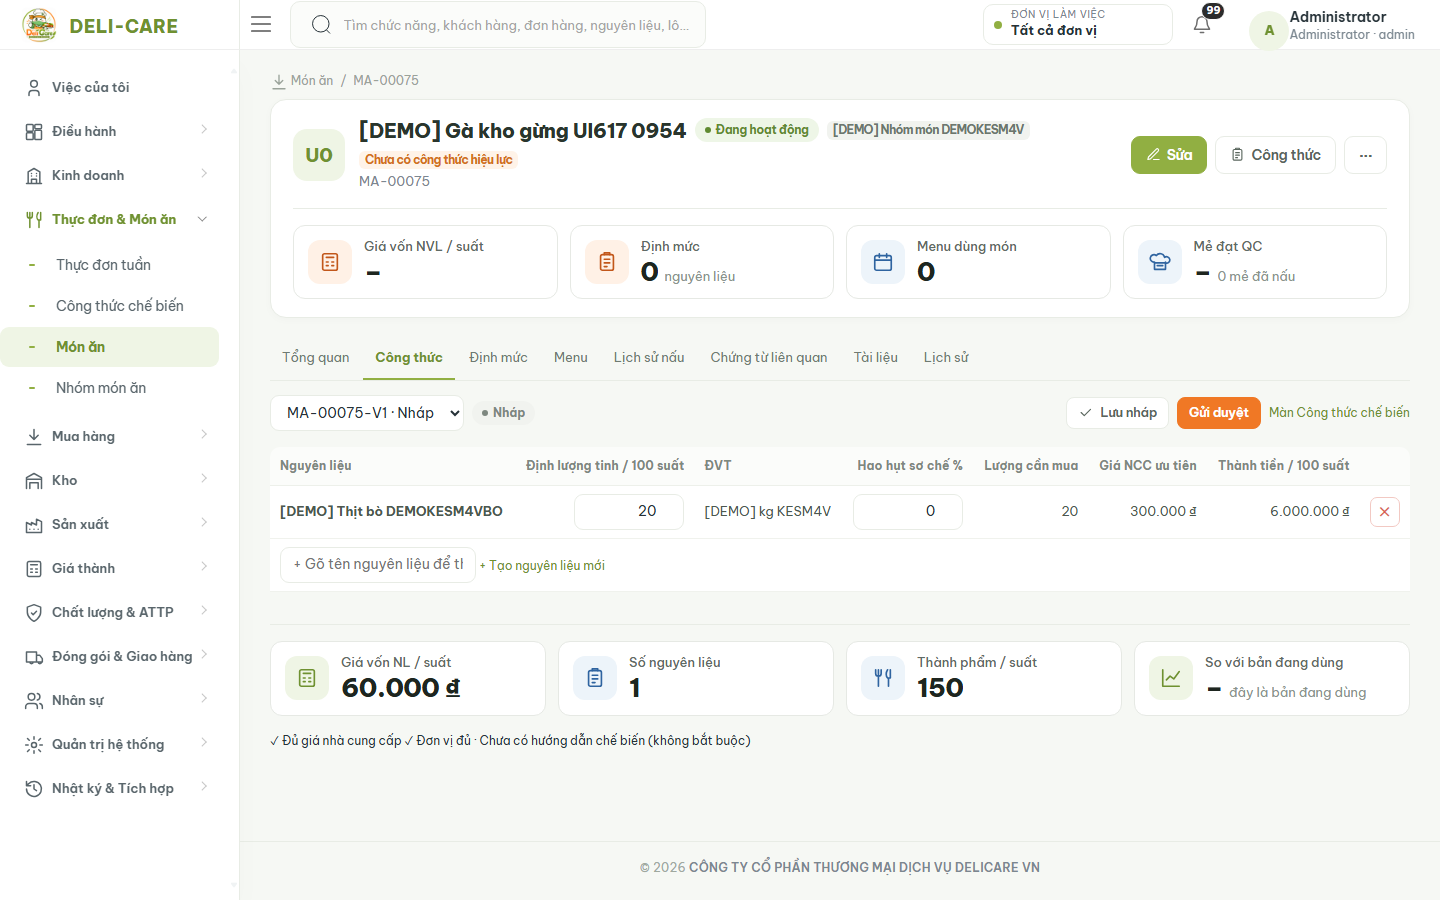 DELI-CARE
Tìm chức năng, khách hàng, đơn hàng, nguyên liệu, lô...
ĐƠN VỊ LÀM VIỆC
Tất cả đơn vị
99
A
Administrator
Administrator · admin
Việc của tôi
Điều hành
Kinh doanh
Thực đơn & Món ăn
Thực đơn tuần
Công thức chế biến
Món ăn
Nhóm món ăn
Mua hàng
Kho
Sản xuất
Giá thành
Chất lượng & ATTP
Đóng gói & Giao hàng
Nhân sự
Quản trị hệ thống
Nhật ký & Tích hợp
Món ăn / MA-00075
U0
[DEMO] Gà kho gừng UI617 0954
Đang hoạt động
[DEMO] Nhóm món DEMOKESM4V
Chưa có công thức hiệu lực
MA-00075
Sửa
Công thức
...
Giá vốn NVL / suất
–
Định mức
0 nguyên liệu
Menu dùng món
0
Mẻ đạt QC
– 0 mẻ đã nấu
Tổng quan
Công thức
Định mức
Menu
Lịch sử nấu
Chứng từ liên quan
Tài liệu
Lịch sử
MA-00075-V1 · Nháp
Nháp
Lưu nháp
Gửi duyệt
Màn Công thức chế biến
Nguyên liệu Định lượng tinh / 100 suất ĐVT Hao hụt sơ chế % Lượng cần mua Giá NCC ưu tiên Thành tiền / 100 suất
[DEMO] Thịt bò DEMOKESM4VBO 20 [DEMO] kg KESM4V 0 20 300.000 ₫ 6.000.000 ₫
+ Gõ tên nguyên liệu để tl
+ Tạo nguyên liệu mới
Giá vốn NL / suất
60.000 ₫
Số nguyên liệu
1
Thành phẩm / suất
150
So với bản đang dùng
– đây là bản đang dùng
✓ Đủ giá nhà cung cấp ✓ Đơn vị đủ · Chưa có hướng dẫn chế biến (không bắt buộc)
© 2026 CÔNG TY CỔ PHẦN THƯƠNG MẠI DỊCH VỤ DELICARE VN